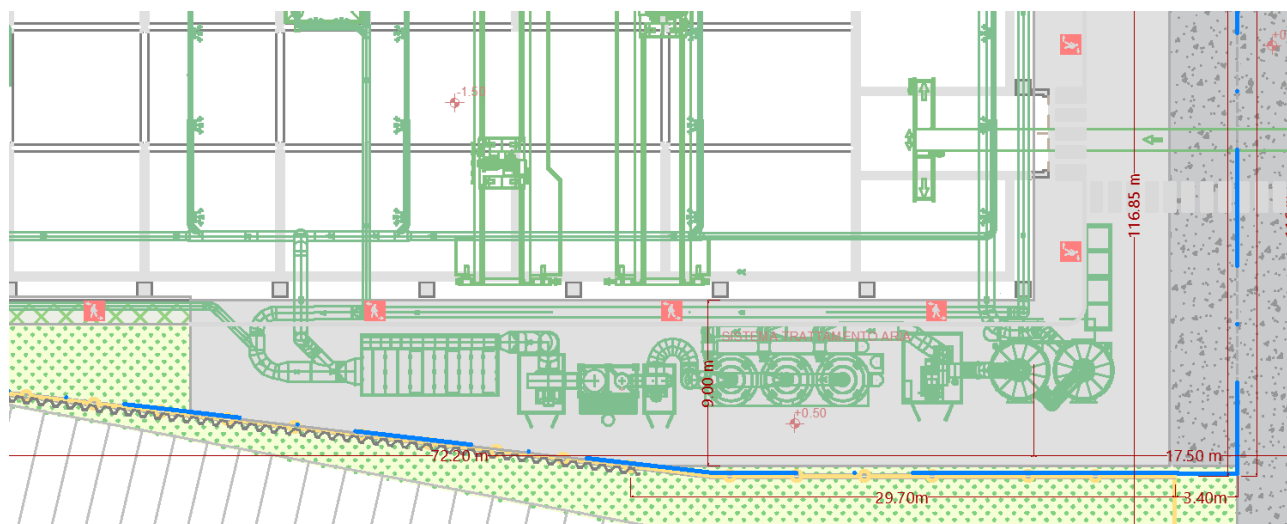 -1.50
116.85 m
SISTEMA TRATTAMENTO ARIA
9.00 m
+0.50
72.20 m
17.50 m
29.70m
3.40m